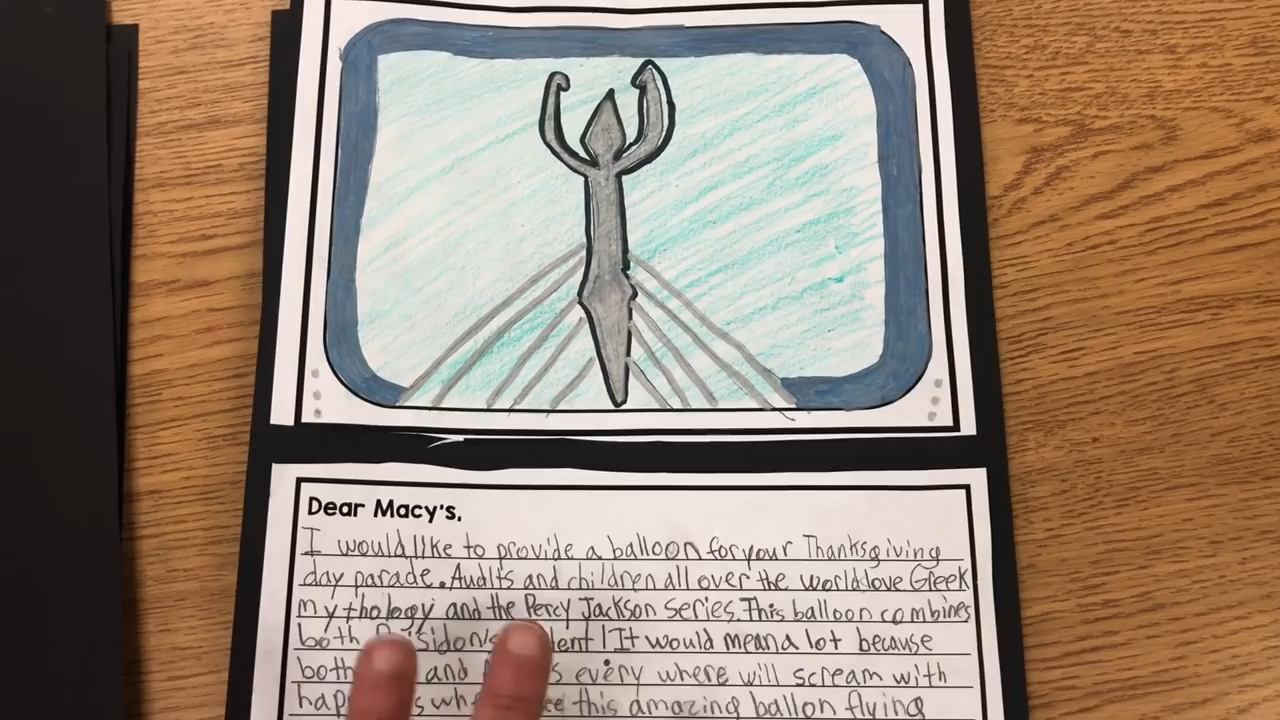 Dear Macy's,
I would like to provide a balloon for your Thanksgiving
day parade. Audlts and children all over the world love Greek
mythology and the Percy Jackson series. This balloon combines
both It would mean a lot because
both and every where will scream with
this amazing ballon flying